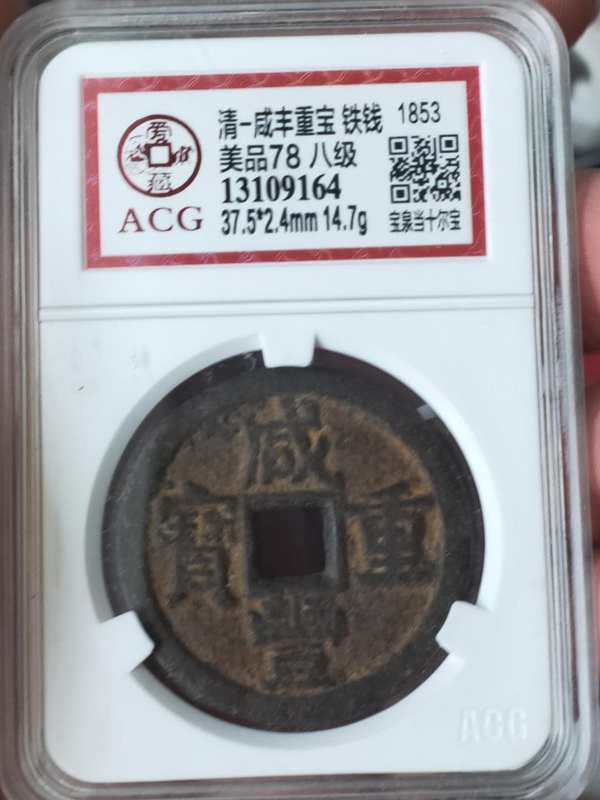 清-咸丰重宝 铁钱 1853
美品78 八级
13109164
37.5*2.4mm 14.7g
宝泉当十尔宝
ACG
咸
豐
重
寶
ACG